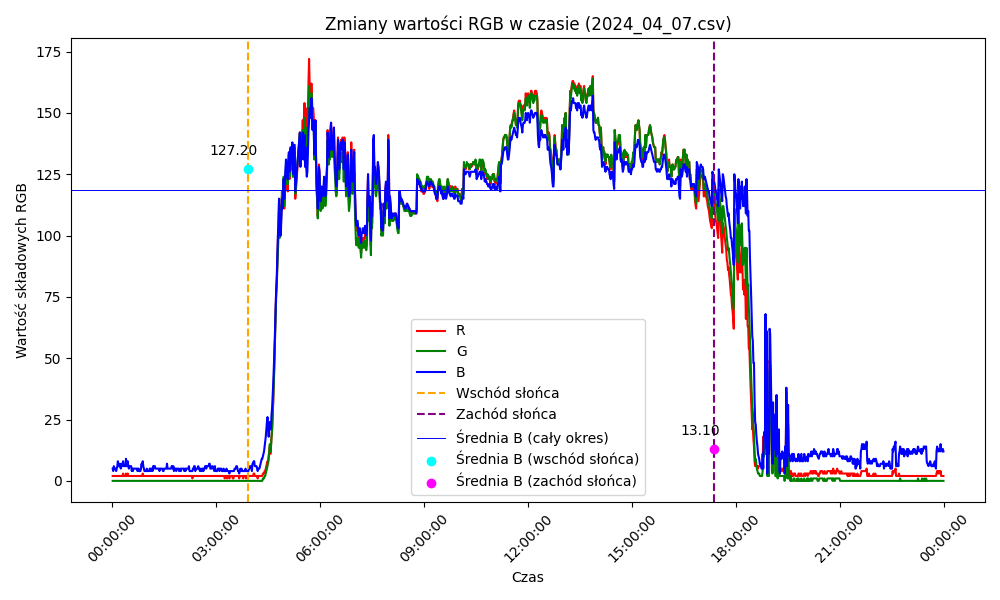 Zmiany wartości RGB w czasie (2024_04_07.csv)
175
150
125
100
75
50
25
0
Wartość składowych RGB
127.20
13.10
R
G
B
Wschód słońca
Zachód słońca
Średnia B (cały okres)
Średnia B (wschód słońca)
Średnia B (zachód słońca)
00:00:00
03:00:00
06:00:00
09:00:00
12:00:00
15:00:00
18:00:00
21:00:00
00:00:00
Czas